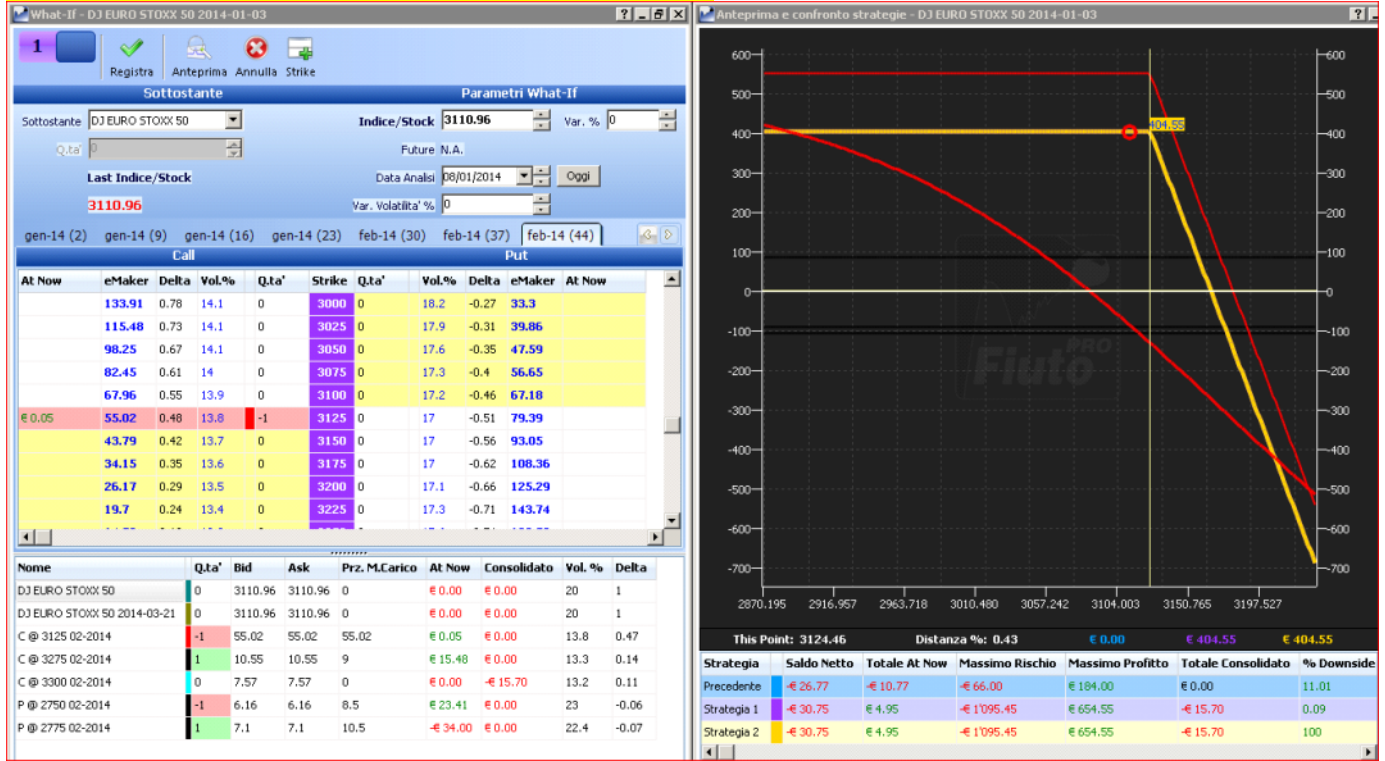 What-If - DJ EURO STOXX 50 2014-01-03
1
Registra Anteprima Annulla Strike
Sottostante Parametri What-If
Sottostante DJ EURO STOXX 50 Indice/Stock 3110.96 Var. % 0
Q.ta' 0 Future N.A.
Last Indice/Stock Data Analisi 08/01/2014 Oggi
3110.96 Var. Volatilita' % 0
gen-14 (2) gen-14 (9) gen-14 (16) gen-14 (23) feb-14 (30) feb-14 (37) feb-14 (44)
Call Put
At Now eMaker Delta Vol.% Q.ta' Strike Q.ta' Vol.% Delta eMaker At Now
133.91 0.78 14.1 0 3000 0 18.2 -0.27 33.3
115.48 0.73 14.1 0 3025 0 17.9 -0.31 39.86
98.25 0.67 14.1 0 3050 0 17.6 -0.35 47.59
82.45 0.61 14 0 3075 0 17.3 -0.4 56.65
67.96 0.55 13.9 0 3100 0 17.2 -0.46 67.18
€ 0.05 55.02 0.48 13.8 -1 3125 0 17 -0.51 79.39
43.79 0.42 13.7 0 3150 0 17 -0.56 93.05
34.15 0.35 13.6 0 3175 0 17 -0.62 108.36
26.17 0.29 13.5 0 3200 0 17.1 -0.66 125.29
19.7 0.24 13.4 0 3225 0 17.3 -0.71 143.74
Nome Q.ta' Bid Ask Prz. M.Carico At Now Consolidato Vol. % Delta
DJ EURO STOXX 50 0 3110.96 3110.96 0 € 0.00 € 0.00 20 1
DJ EURO STOXX 50 2014-03-21 0 3110.96 3110.96 0 € 0.00 € 0.00 20 1
C @ 3125 02-2014 -1 55.02 55.02 55.02 € 0.05 € 0.00 13.8 0.47
C @ 3275 02-2014 1 10.55 10.55 9 € 15.48 € 0.00 13.3 0.14
C @ 3300 02-2014 0 7.57 7.57 0 € 0.00 -€ 15.70 13.2 0.11
P @ 2750 02-2014 -1 6.16 6.16 8.5 € 23.41 € 0.00 23 -0.06
P @ 2775 02-2014 1 7.1 7.1 10.5 -€ 34.00 € 0.00 22.4 -0.07
Anteprima e confronto strategie - DJ EURO STOXX 50 2014-01-03
600 600
500 500
400 404.55 400
300 300
200 200
100 100
0 0
-100 -100
Fiuto PRO
-200 -200
-300 -300
-400 -400
-500 -500
-600 -600
-700 -700
2870.195 2916.957 2963.718 3010.480 3057.242 3104.003 3150.765 3197.527
This Point: 3124.46 Distanza %: 0.43 € 0.00 € 404.55 € 404.55
Strategia Saldo Netto Totale At Now Massimo Rischio Massimo Profitto Totale Consolidato % Downside
Precedente -€ 26.77 -€ 10.77 -€ 66.00 € 184.00 € 0.00 11.01
Strategia 1 -€ 30.75 € 4.95 -€ 1'095.45 € 654.55 -€ 15.70 0.09
Strategia 2 -€ 30.75 € 4.95 -€ 1'095.45 € 654.55 -€ 15.70 100